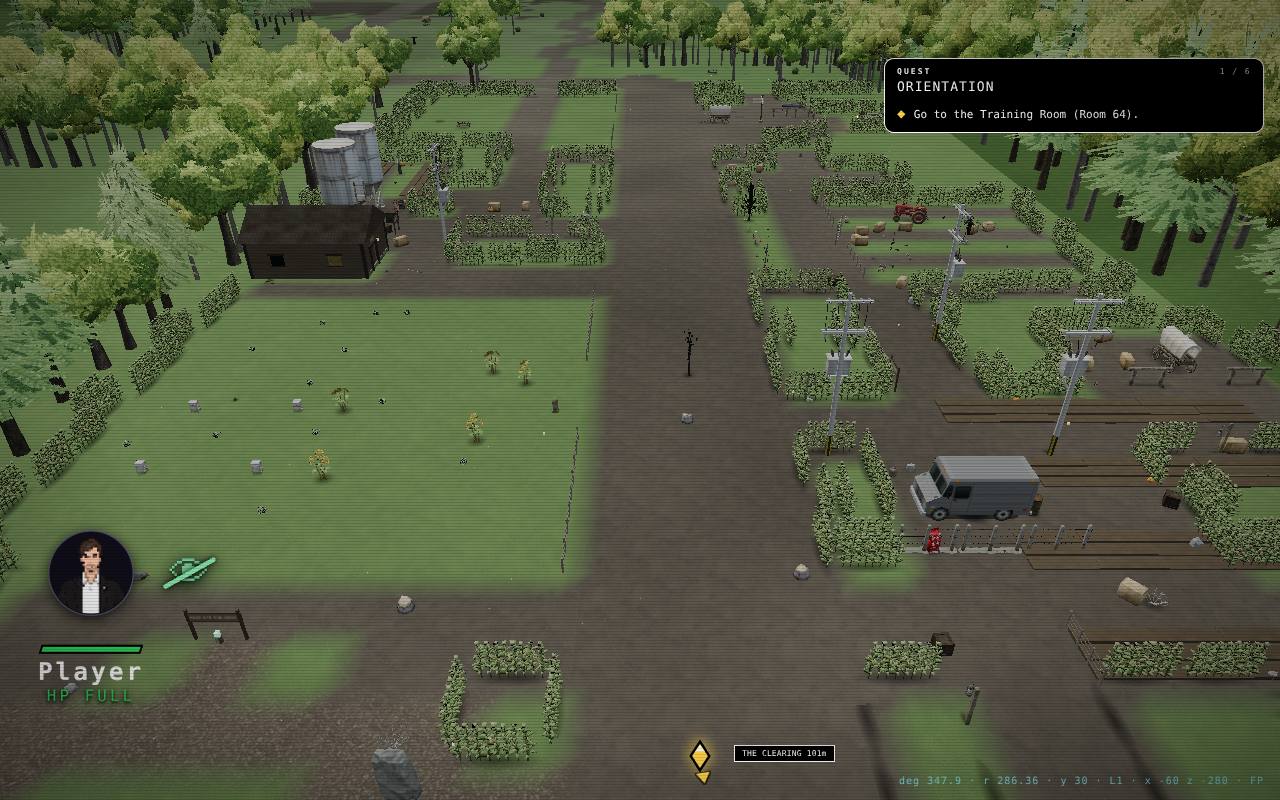 QUEST
1 / 6
ORIENTATION
Go to the Training Room (Room 64).
Player
HP FULL
THE CLEARING 101m
deg 347.9 · r 286.36 · y 30 · L1 · x -60 z -280 · FP